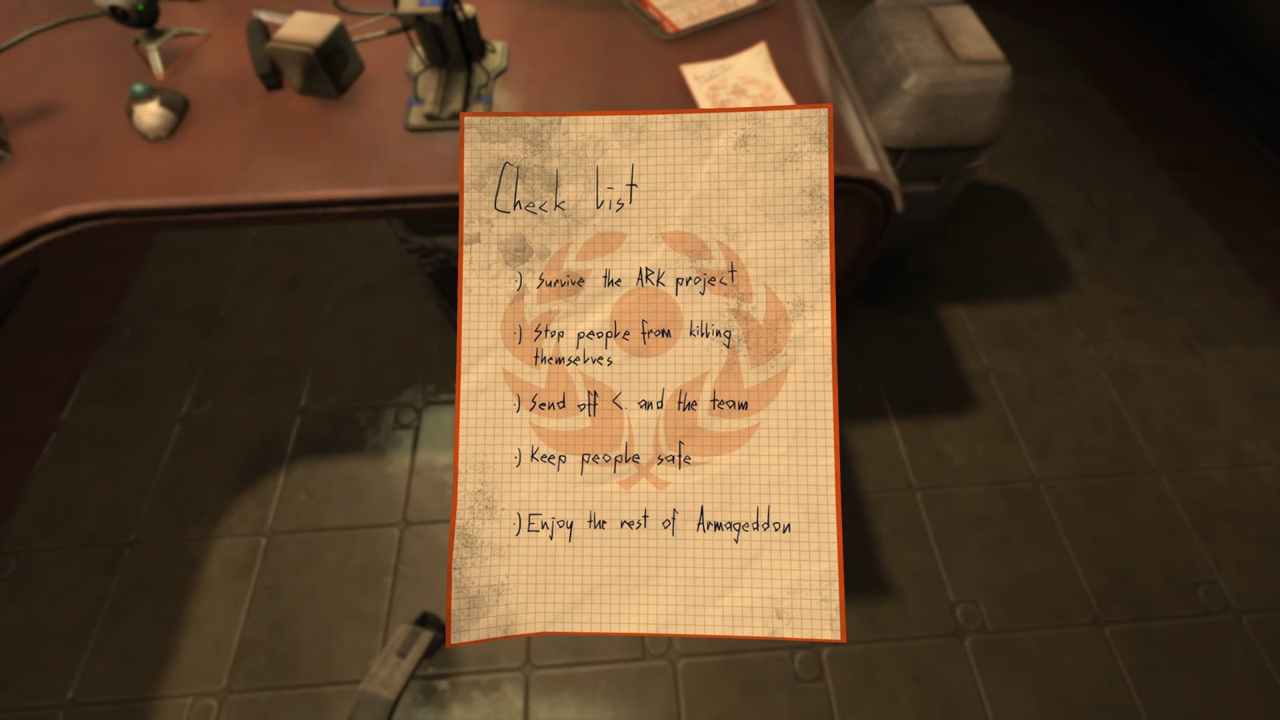 Check list
·) Survive the ARK project
·) Stop people from killing
themselves
·) Send off C. and the team
·) Keep people safe
·) Enjoy the rest of Armageddon